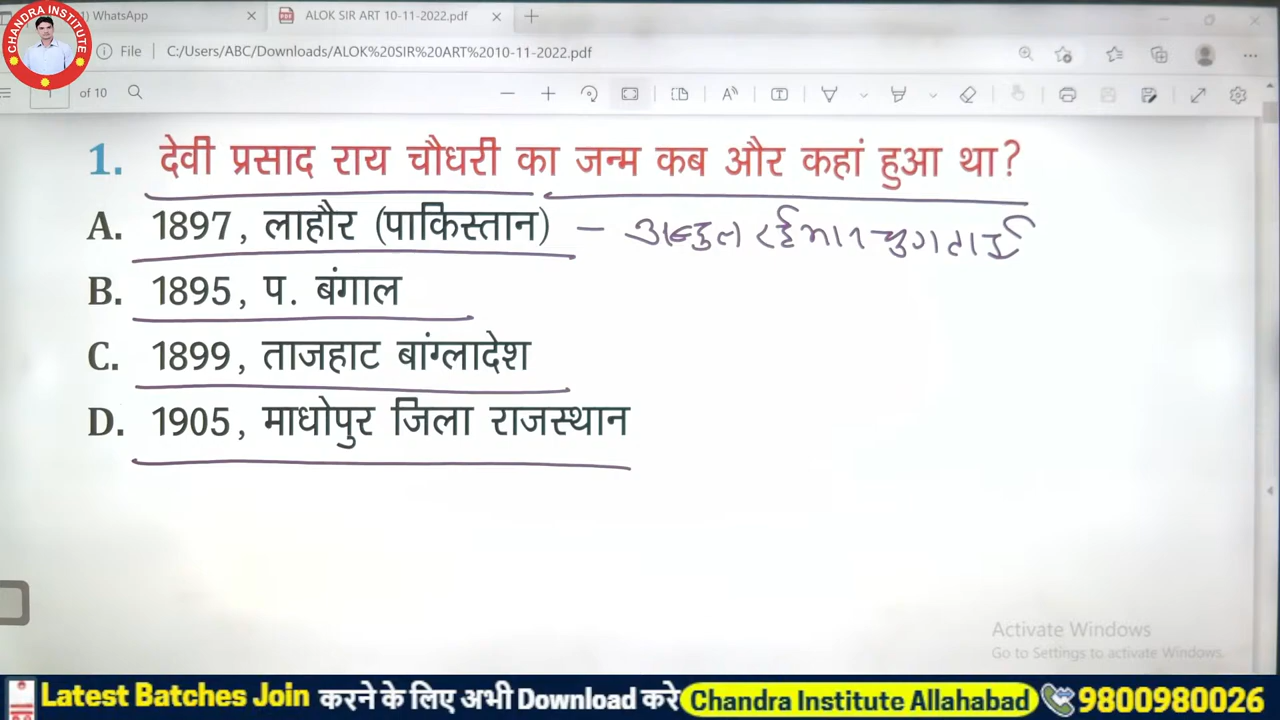 CHANDRA INSTITUTE
WhatsApp
ALOK SIR ART 10-11-2022.pdf
File C:/Users/ABC/Downloads/ALOK%20SIR%20ART%2010-11-2022.pdf
1 of 10
1. देवी प्रसाद राय चौधरी का जन्म कब और कहां हुआ था?
A. 1897, लाहौर (पाकिस्तान) – अब्दुल रहमान चुगताई
B. 1895, प. बंगाल
C. 1899, ताजहाट बांग्लादेश
D. 1905, माधोपुर जिला राजस्थान
Activate Windows
Go to Settings to activate Windows.
Latest Batches Join करने के लिए अभी Download करे Chandra Institute Allahabad 9800980026